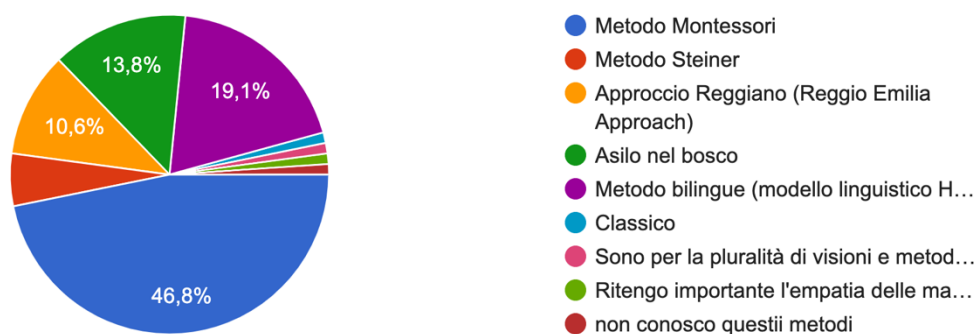 13,8%
19,1%
10,6%
46,8%
Metodo Montessori
Metodo Steiner
Approccio Reggiano (Reggio Emilia
Approach)
Asilo nel bosco
Metodo bilingue (modello linguistico H…
Classico
Sono per la pluralità di visioni e metod…
Ritengo importante l'empatia delle ma…
non conosco questii metodi